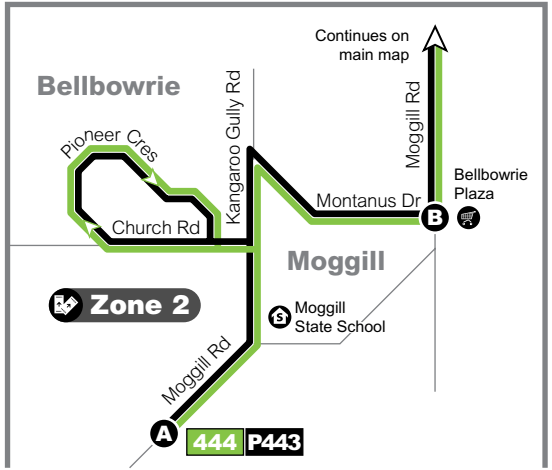 Continues on
main map
Bellbowrie
Pioneer Cres
Kangaroo Gully Rd
Moggill Rd
Bellbowrie
Plaza
Montanus Dr
B
Church Rd
Moggill
Zone 2
S
Moggill
State School
Moggill Rd
A
444 P443